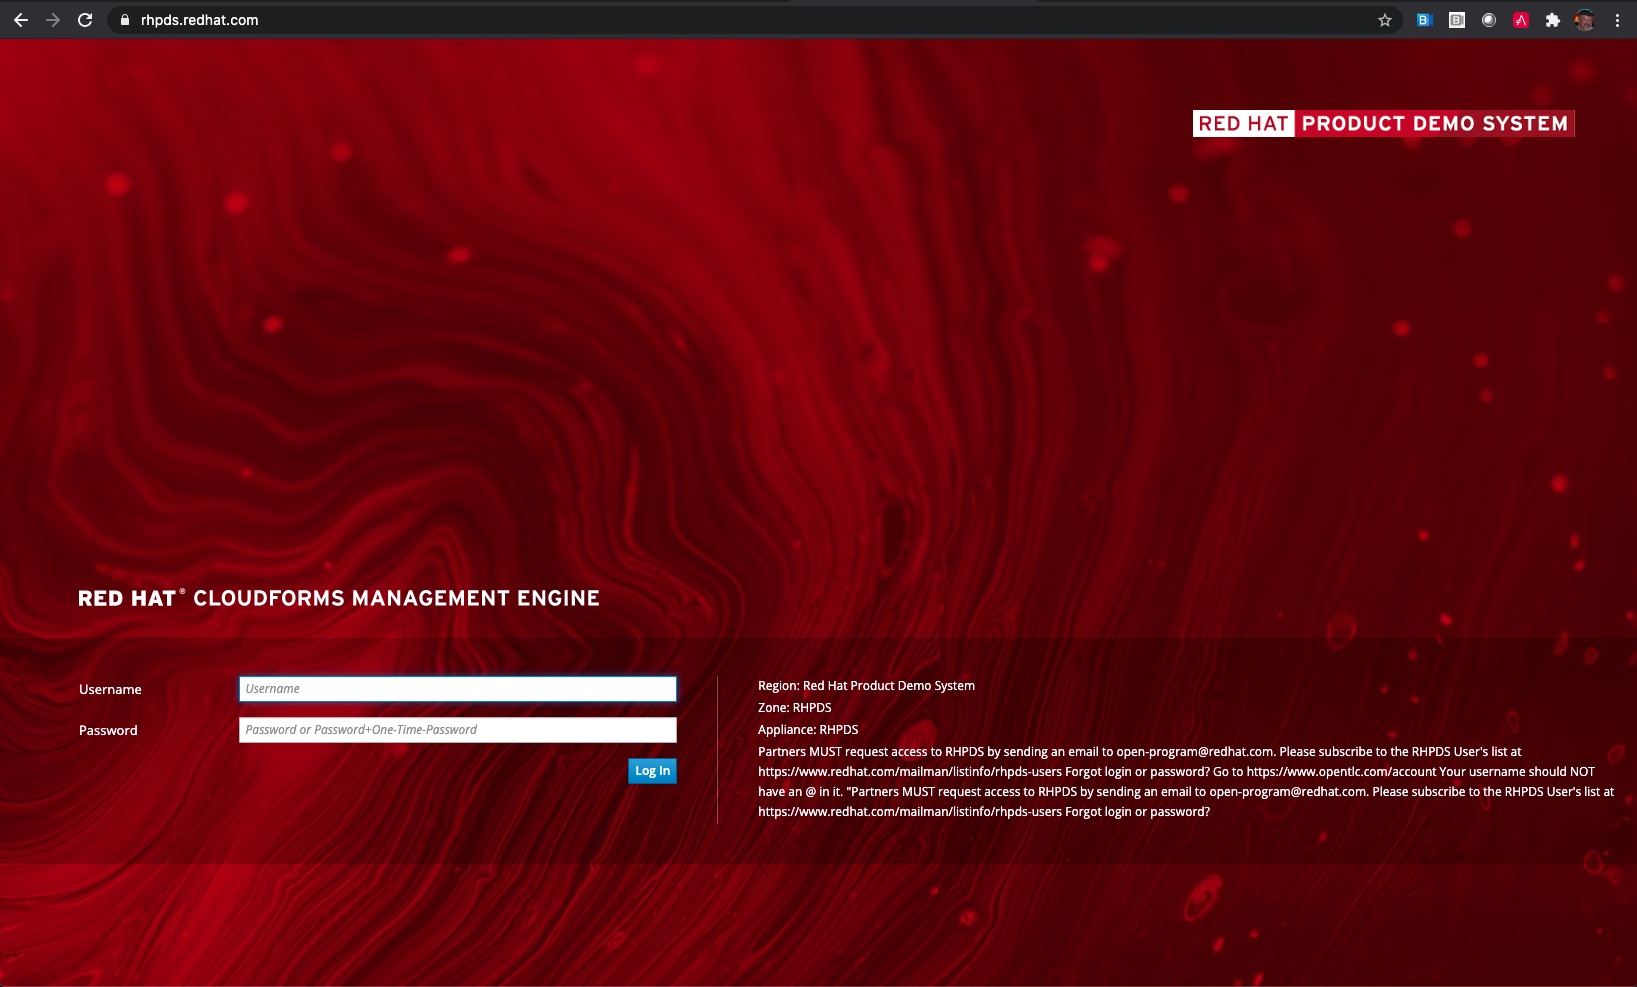 rhpds.redhat.com
RED HAT PRODUCT DEMO SYSTEM
RED HAT® CLOUDFORMS MANAGEMENT ENGINE
Username
Username
Password
Password or Password+One-Time-Password
Log In
Region: Red Hat Product Demo System
Zone: RHPDS
Appliance: RHPDS
Partners MUST request access to RHPDS by sending an email to open-program@redhat.com. Please subscribe to the RHPDS User's list at
https://www.redhat.com/mailman/listinfo/rhpds-users Forgot login or password? Go to https://www.opentlc.com/account Your username should NOT
have an @ in it. "Partners MUST request access to RHPDS by sending an email to open-program@redhat.com. Please subscribe to the RHPDS User's list at
https://www.redhat.com/mailman/listinfo/rhpds-users Forgot login or password?